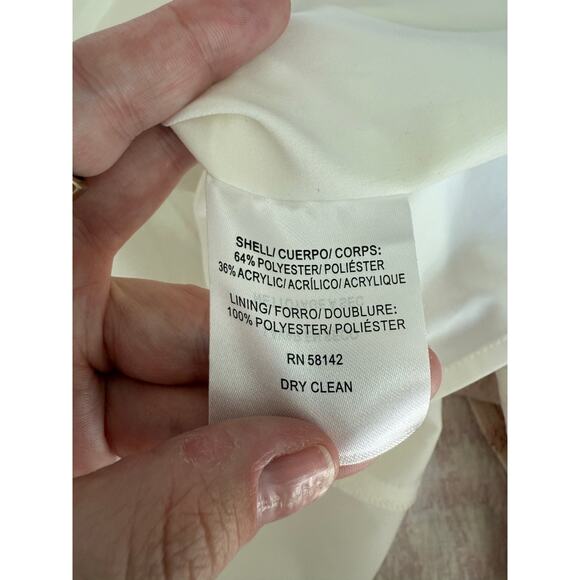 SHELL/ CUERPO/ CORPS:
64% POLYESTER/ POLIÉSTER
36% ACRYLIC/ ACRÍLICO/ ACRYLIQUE
LINING/ FORRO/ DOUBLURE:
100% POLYESTER/ POLIÉSTER
RN 58142
DRY CLEAN